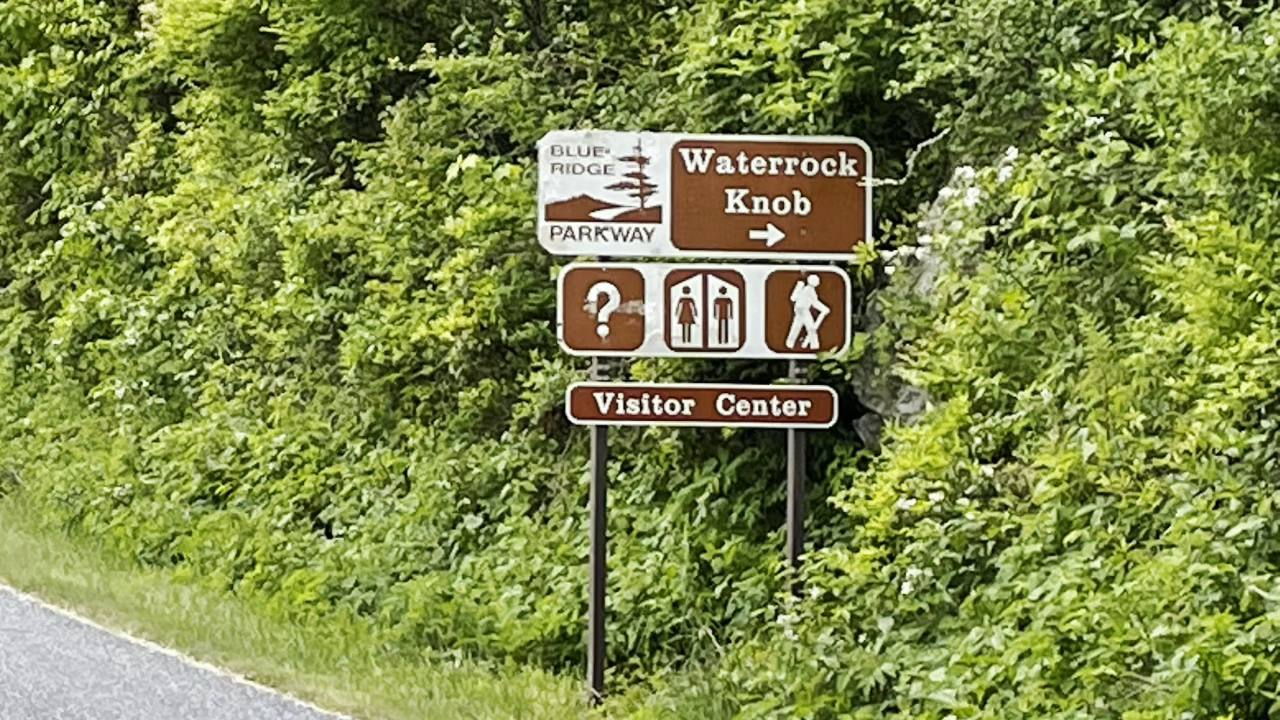 BLUE
RIDGE
PARKWAY
Waterrock
Knob
?
Visitor Center